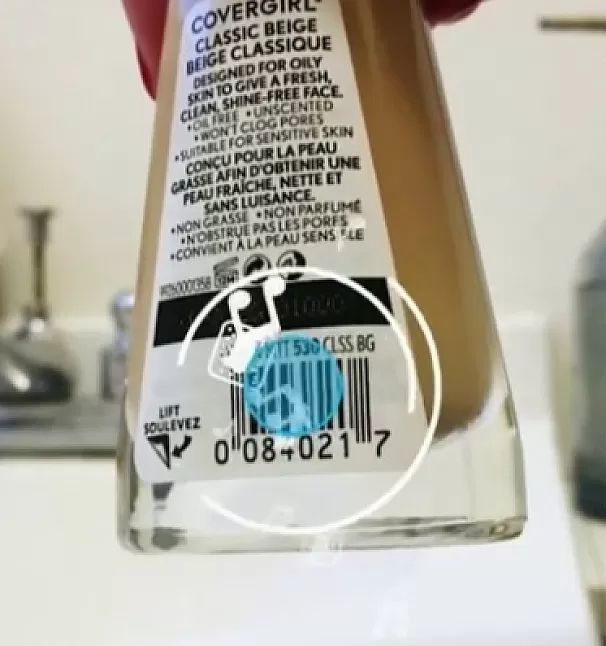 COVERGIRL
CLASSIC BEIGE
BEIGE CLASSIQUE
DESIGNED FOR OILY
SKIN TO GIVE A FRESH,
CLEAN, SHINE-FREE FACE.
•OIL FREE •UNSCENTED
•WON'T CLOG PORES
•SUITABLE FOR SENSITIVE SKIN
CONÇU POUR LA PEAU
GRASSE AFIN D'OBTENIR UNE
PEAU FRAÎCHE, NETTE ET
SANS LUISANCE.
•NON GRASSE •NON PARFUMÉ
•N'OBSTRUE PAS LES PORES
•CONVIENT À LA PEAU
530 CLSS BG
LIFT
SOULEVEZ
0 084021 7